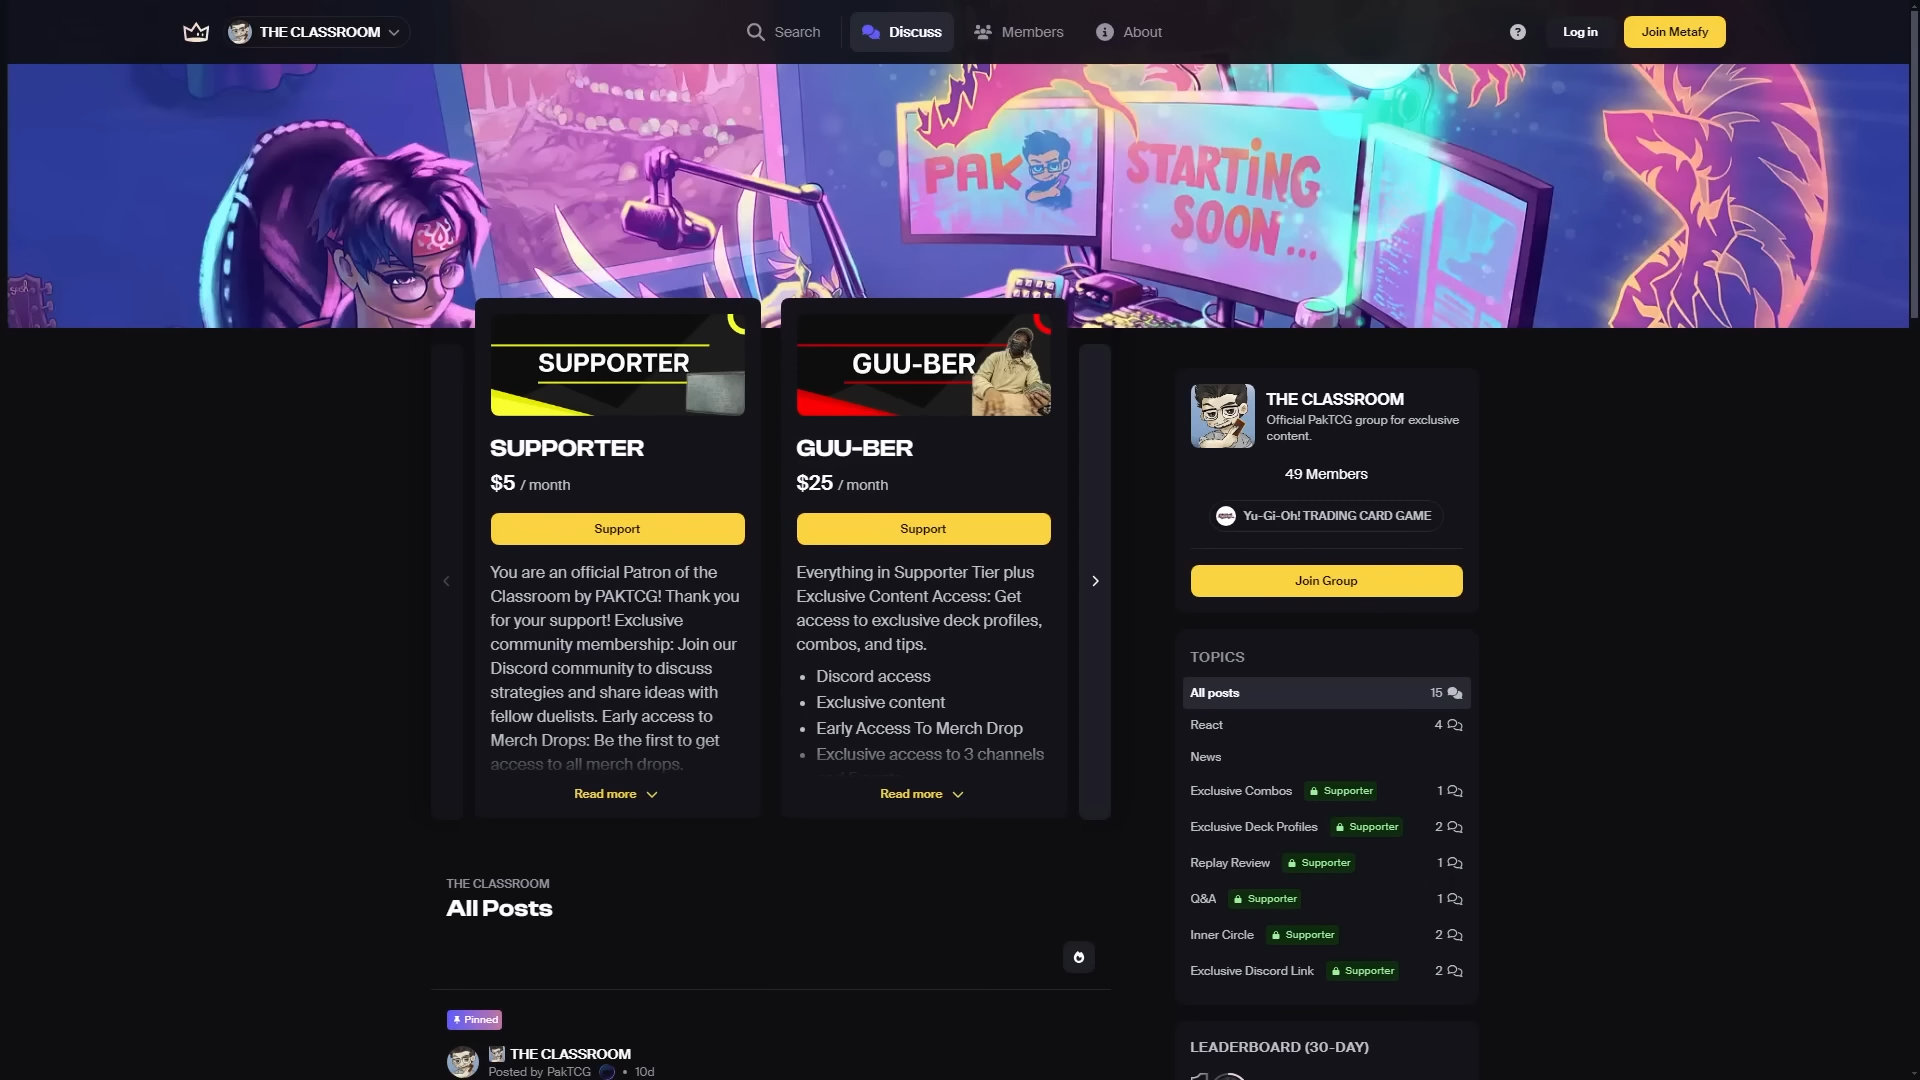 THE CLASSROOM
Search
Discuss
Members
About
Log in
Join Metafy
PAK
STARTING
SOON...
SUPPORTER
GUU-BER
SUPPORTER
$5 / month
Support
You are an official Patron of the
Classroom by PAKTCG! Thank you
for your support! Exclusive
community membership: Join our
Discord community to discuss
strategies and share ideas with
fellow duelists. Early access to
Merch Drops: Be the first to get
access to all merch drops.
Read more
GUU-BER
$25 / month
Support
Everything in Supporter Tier plus
Exclusive Content Access: Get
access to exclusive deck profiles,
combos, and tips.
• Discord access
• Exclusive content
• Early Access To Merch Drop
• Exclusive access to 3 channels
Read more
THE CLASSROOM
Official PakTCG group for exclusive
content.
49 Members
Yu-Gi-Oh! TRADING CARD GAME
Join Group
TOPICS
All posts 15
React 4
News
Exclusive Combos Supporter 1
Exclusive Deck Profiles Supporter 2
Replay Review Supporter 1
Q&A Supporter 1
Inner Circle Supporter 2
Exclusive Discord Link Supporter 2
LEADERBOARD (30-DAY)
THE CLASSROOM
All Posts
Pinned
THE CLASSROOM
Posted by PakTCG • 10d